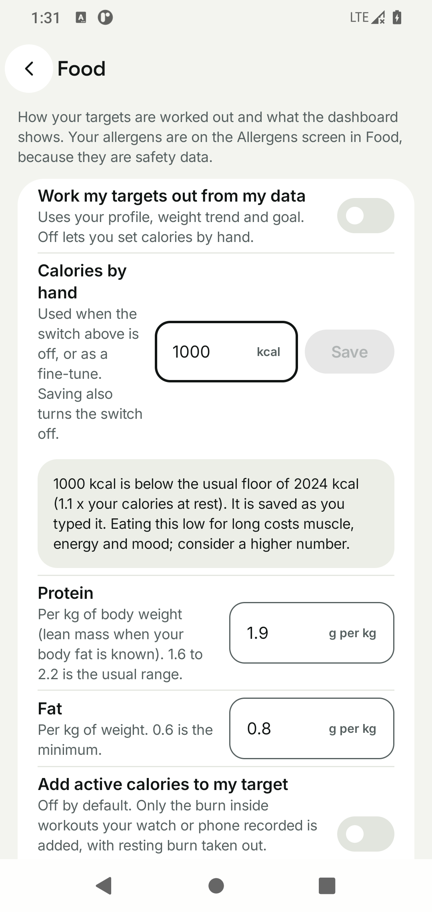 1:31
LTE
Food
How your targets are worked out and what the dashboard
shows. Your allergens are on the Allergens screen in Food,
because they are safety data.
Work my targets out from my data
Uses your profile, weight trend and goal.
Off lets you set calories by hand.
Calories by
hand
Used when the
switch above is
off, or as a
fine-tune.
Saving also
turns the switch
off.
1000 kcal
Save
1000 kcal is below the usual floor of 2024 kcal
(1.1 x your calories at rest). It is saved as you
typed it. Eating this low for long costs muscle,
energy and mood; consider a higher number.
Protein
Per kg of body weight
(lean mass when your
body fat is known). 1.6 to
2.2 is the usual range.
1.9 g per kg
Fat
Per kg of weight. 0.6 is the
minimum.
0.8 g per kg
Add active calories to my target
Off by default. Only the burn inside
workouts your watch or phone recorded is
added, with resting burn taken out.